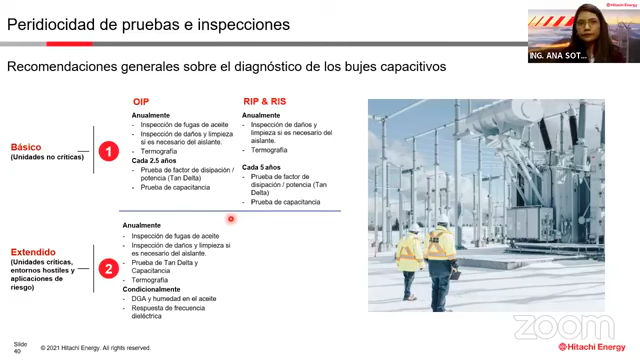 Peridiocidad de pruebas e inspecciones
Hitachi Energy
ING. ANA SOT...
Recomendaciones generales sobre el diagnóstico de los bujes capacitivos
OIP
Anualmente
- Inspección de fugas de aceite
- Inspección de daños y limpieza
si es necesario del aislante.
- Termografía
Cada 2.5 años
- Prueba de factor de disipación /
potencia (Tan Delta)
- Prueba de capacitancia
RIP & RIS
Anualmente
- Inspección de daños y
limpieza si es necesario del
aislante.
- Termografía
Cada 5 años
- Prueba de factor de
disipación / potencia (Tan
Delta)
- Prueba de capacitancia
Básico
(Unidades no críticas)
1
Anualmente
- Inspección de fugas de aceite
- Inspección de daños y limpieza si
es necesario del aislante.
- Prueba de Tan Delta y
Capacitancia
- Termografía
Condicionalmente
- DGA y humedad en el aceite
- Respuesta de frecuencia
dieléctrica
Extendido
(Unidades críticas,
entornos hostiles y
aplicaciones de
riesgo)
2
zoom
Slide
40
© 2021 Hitachi Energy. All rights reserved.
Hitachi Energy